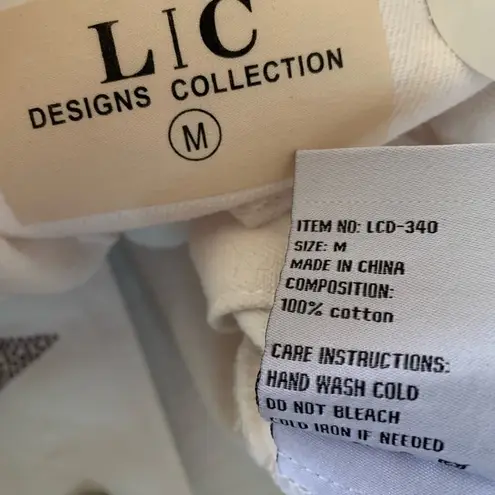 L|C
DESIGNS COLLECTION
M
ITEM NO: LCD-340
SIZE: M
MADE IN CHINA
COMPOSITION:
100% cotton
CARE INSTRUCTIONS:
HAND WASH COLD
DO NOT BLEACH
COLD IRON IF NEEDED